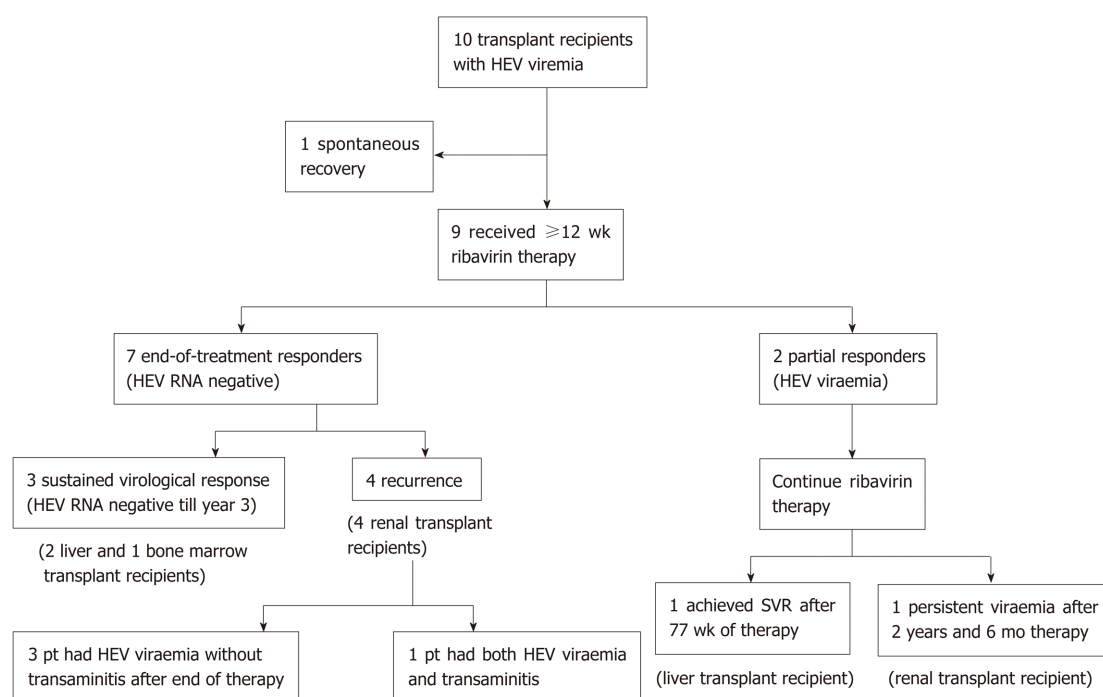 10 transplant recipients
with HEV viremia
1 spontaneous
recovery
9 received ≥12 wk
ribavirin therapy
7 end-of-treatment responders
(HEV RNA negative)
2 partial responders
(HEV viraemia)
3 sustained virological response
(HEV RNA negative till year 3)
(2 liver and 1 bone marrow
transplant recipients)
4 recurrence
(4 renal transplant
recipients)
Continue ribavirin
therapy
3 pt had HEV viraemia without
transaminitis after end of therapy
1 pt had both HEV viraemia
and transaminitis
1 achieved SVR after
77 wk of therapy
(liver transplant recipient)
1 persistent viraemia after
2 years and 6 mo therapy
(renal transplant recipient)